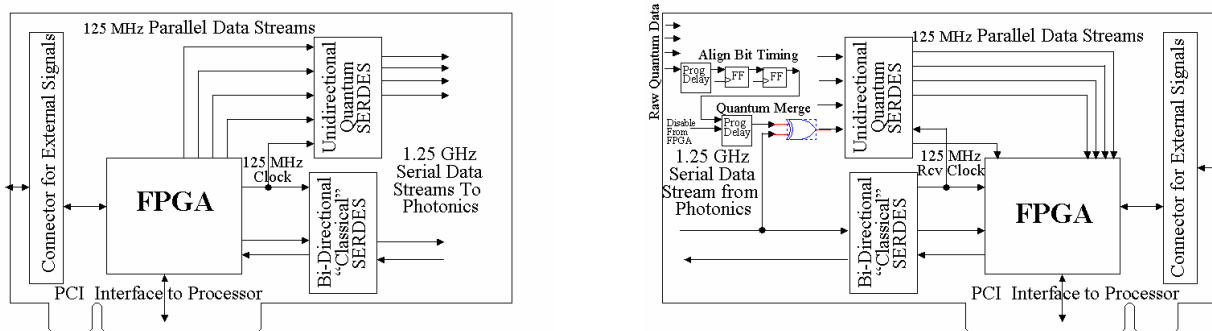 125 MHz Parallel Data Streams
Connector for External Signals
Unidirectional
Quantum
SERDES
125 MHz
Clock
FPGA
1.25 GHz
Serial Data
Streams To
Photonics
Bi-Directional
“Classical”
SERDES
PCI Interface to Processor
Raw Quantum Data
Align Bit Timing
Prog
Delay
FF
FF
Quantum Merge
Disable
From
FPGA
Prog
Delay
Unidirectional
Quantum
SERDES
125 MHz Parallel Data Streams
1.25 GHz
Serial Data
Stream from
Photonics
125 MHz
Rcv Clock
Bi-Directional
“Classical”
SERDES
FPGA
Connector for External Signals
PCI Interface to Processor